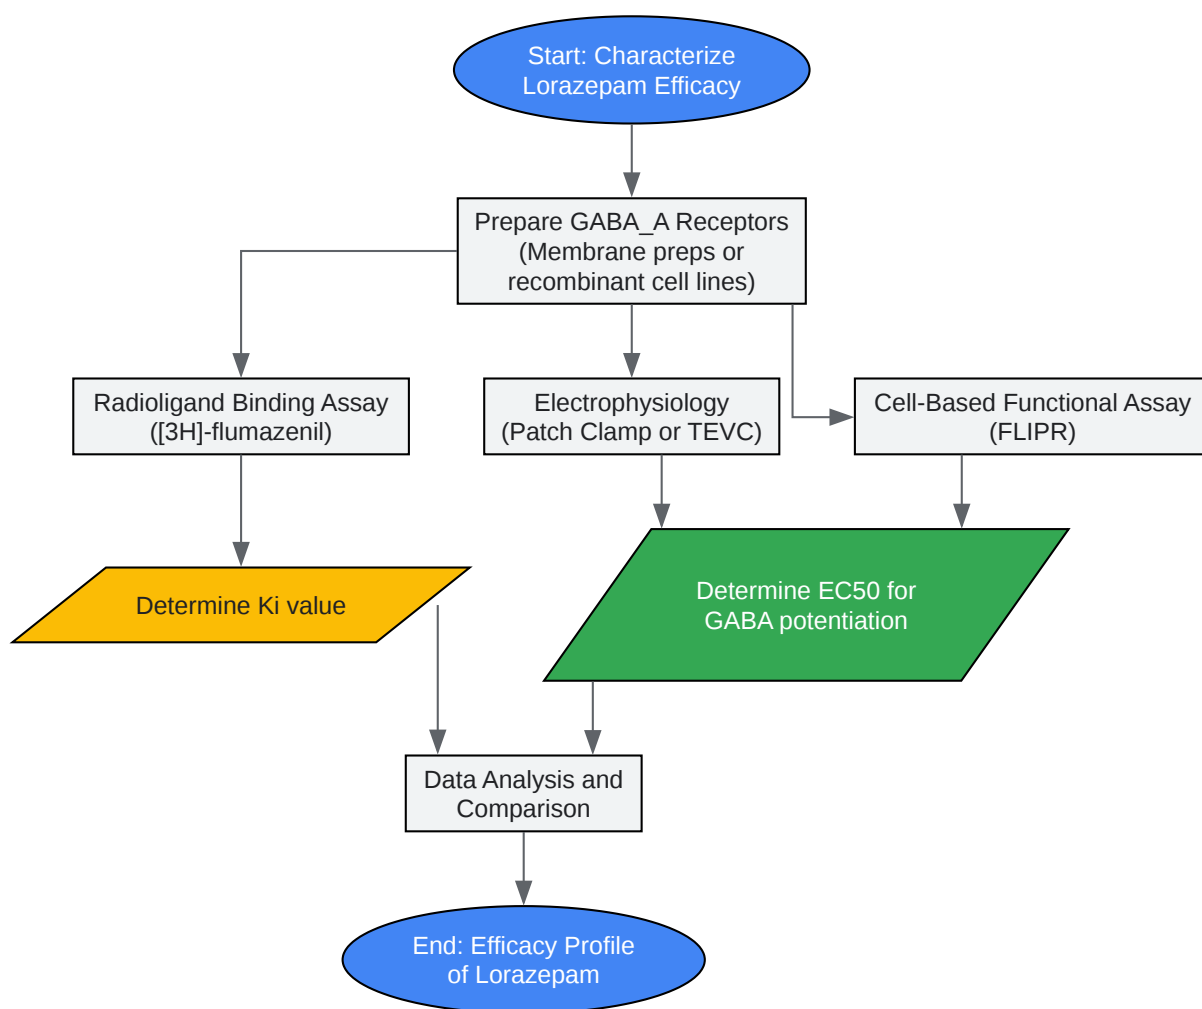 Start: Characterize
Lorazepam Efficacy
Prepare GABA_A Receptors
(Membrane preps or
recombinant cell lines)
Radioligand Binding Assay
([3H]-flumazenil)
Electrophysiology
(Patch Clamp or TEVC)
Cell-Based Functional Assay
(FLIPR)
Determine Ki value
Determine EC50 for
GABA potentiation
Data Analysis and
Comparison
End: Efficacy Profile
of Lorazepam